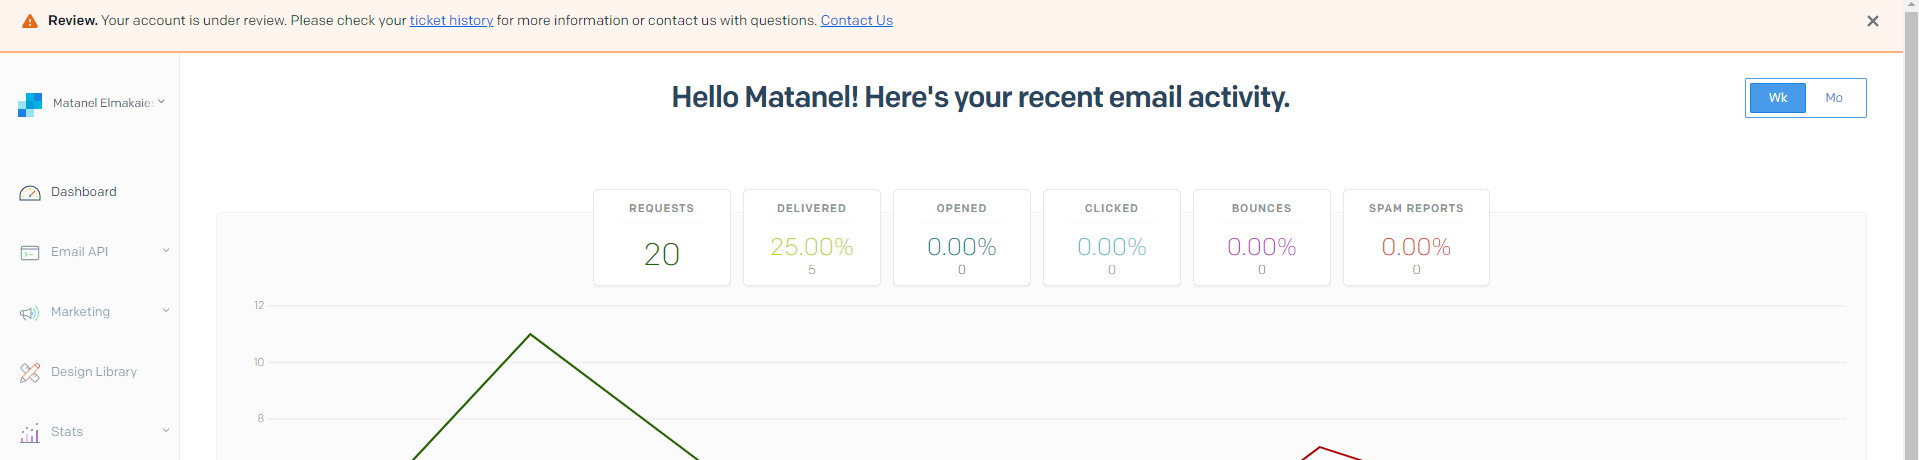 Review. Your account is under review. Please check your ticket history for more information or contact us with questions. Contact Us
Matanel Elmakaies
Hello Matanel! Here's your recent email activity.
Wk Mo
Dashboard
Email API
Marketing
Design Library
Stats
REQUESTS
20
DELIVERED
25.00%
5
OPENED
0.00%
0
CLICKED
0.00%
0
BOUNCES
0.00%
0
SPAM REPORTS
0.00%
0
12
10
8